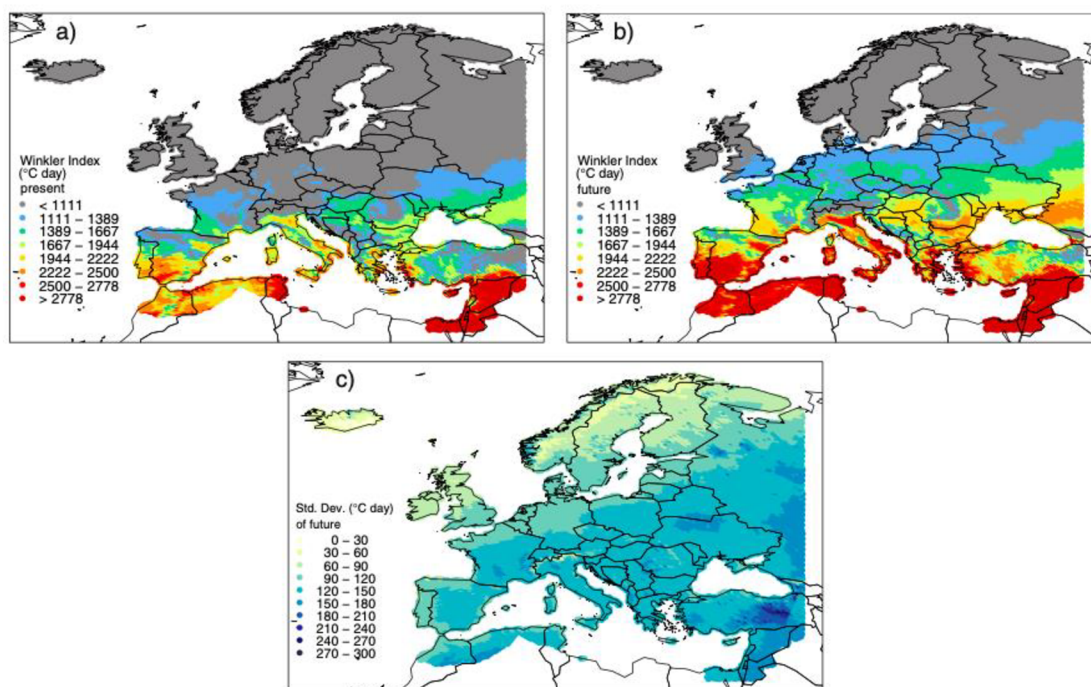 a)
Winkler Index
(°C day)
present
< 1111
1111 – 1389
1389 – 1667
1667 – 1944
1944 – 2222
2222 – 2500
2500 – 2778
> 2778
b)
Winkler Index
(°C day)
future
< 1111
1111 – 1389
1389 – 1667
1667 – 1944
1944 – 2222
2222 – 2500
2500 – 2778
> 2778
c)
Std. Dev. (°C day)
of future
0 – 30
30 – 60
60 – 90
90 – 120
120 – 150
150 – 180
180 – 210
210 – 240
240 – 270
270 – 300